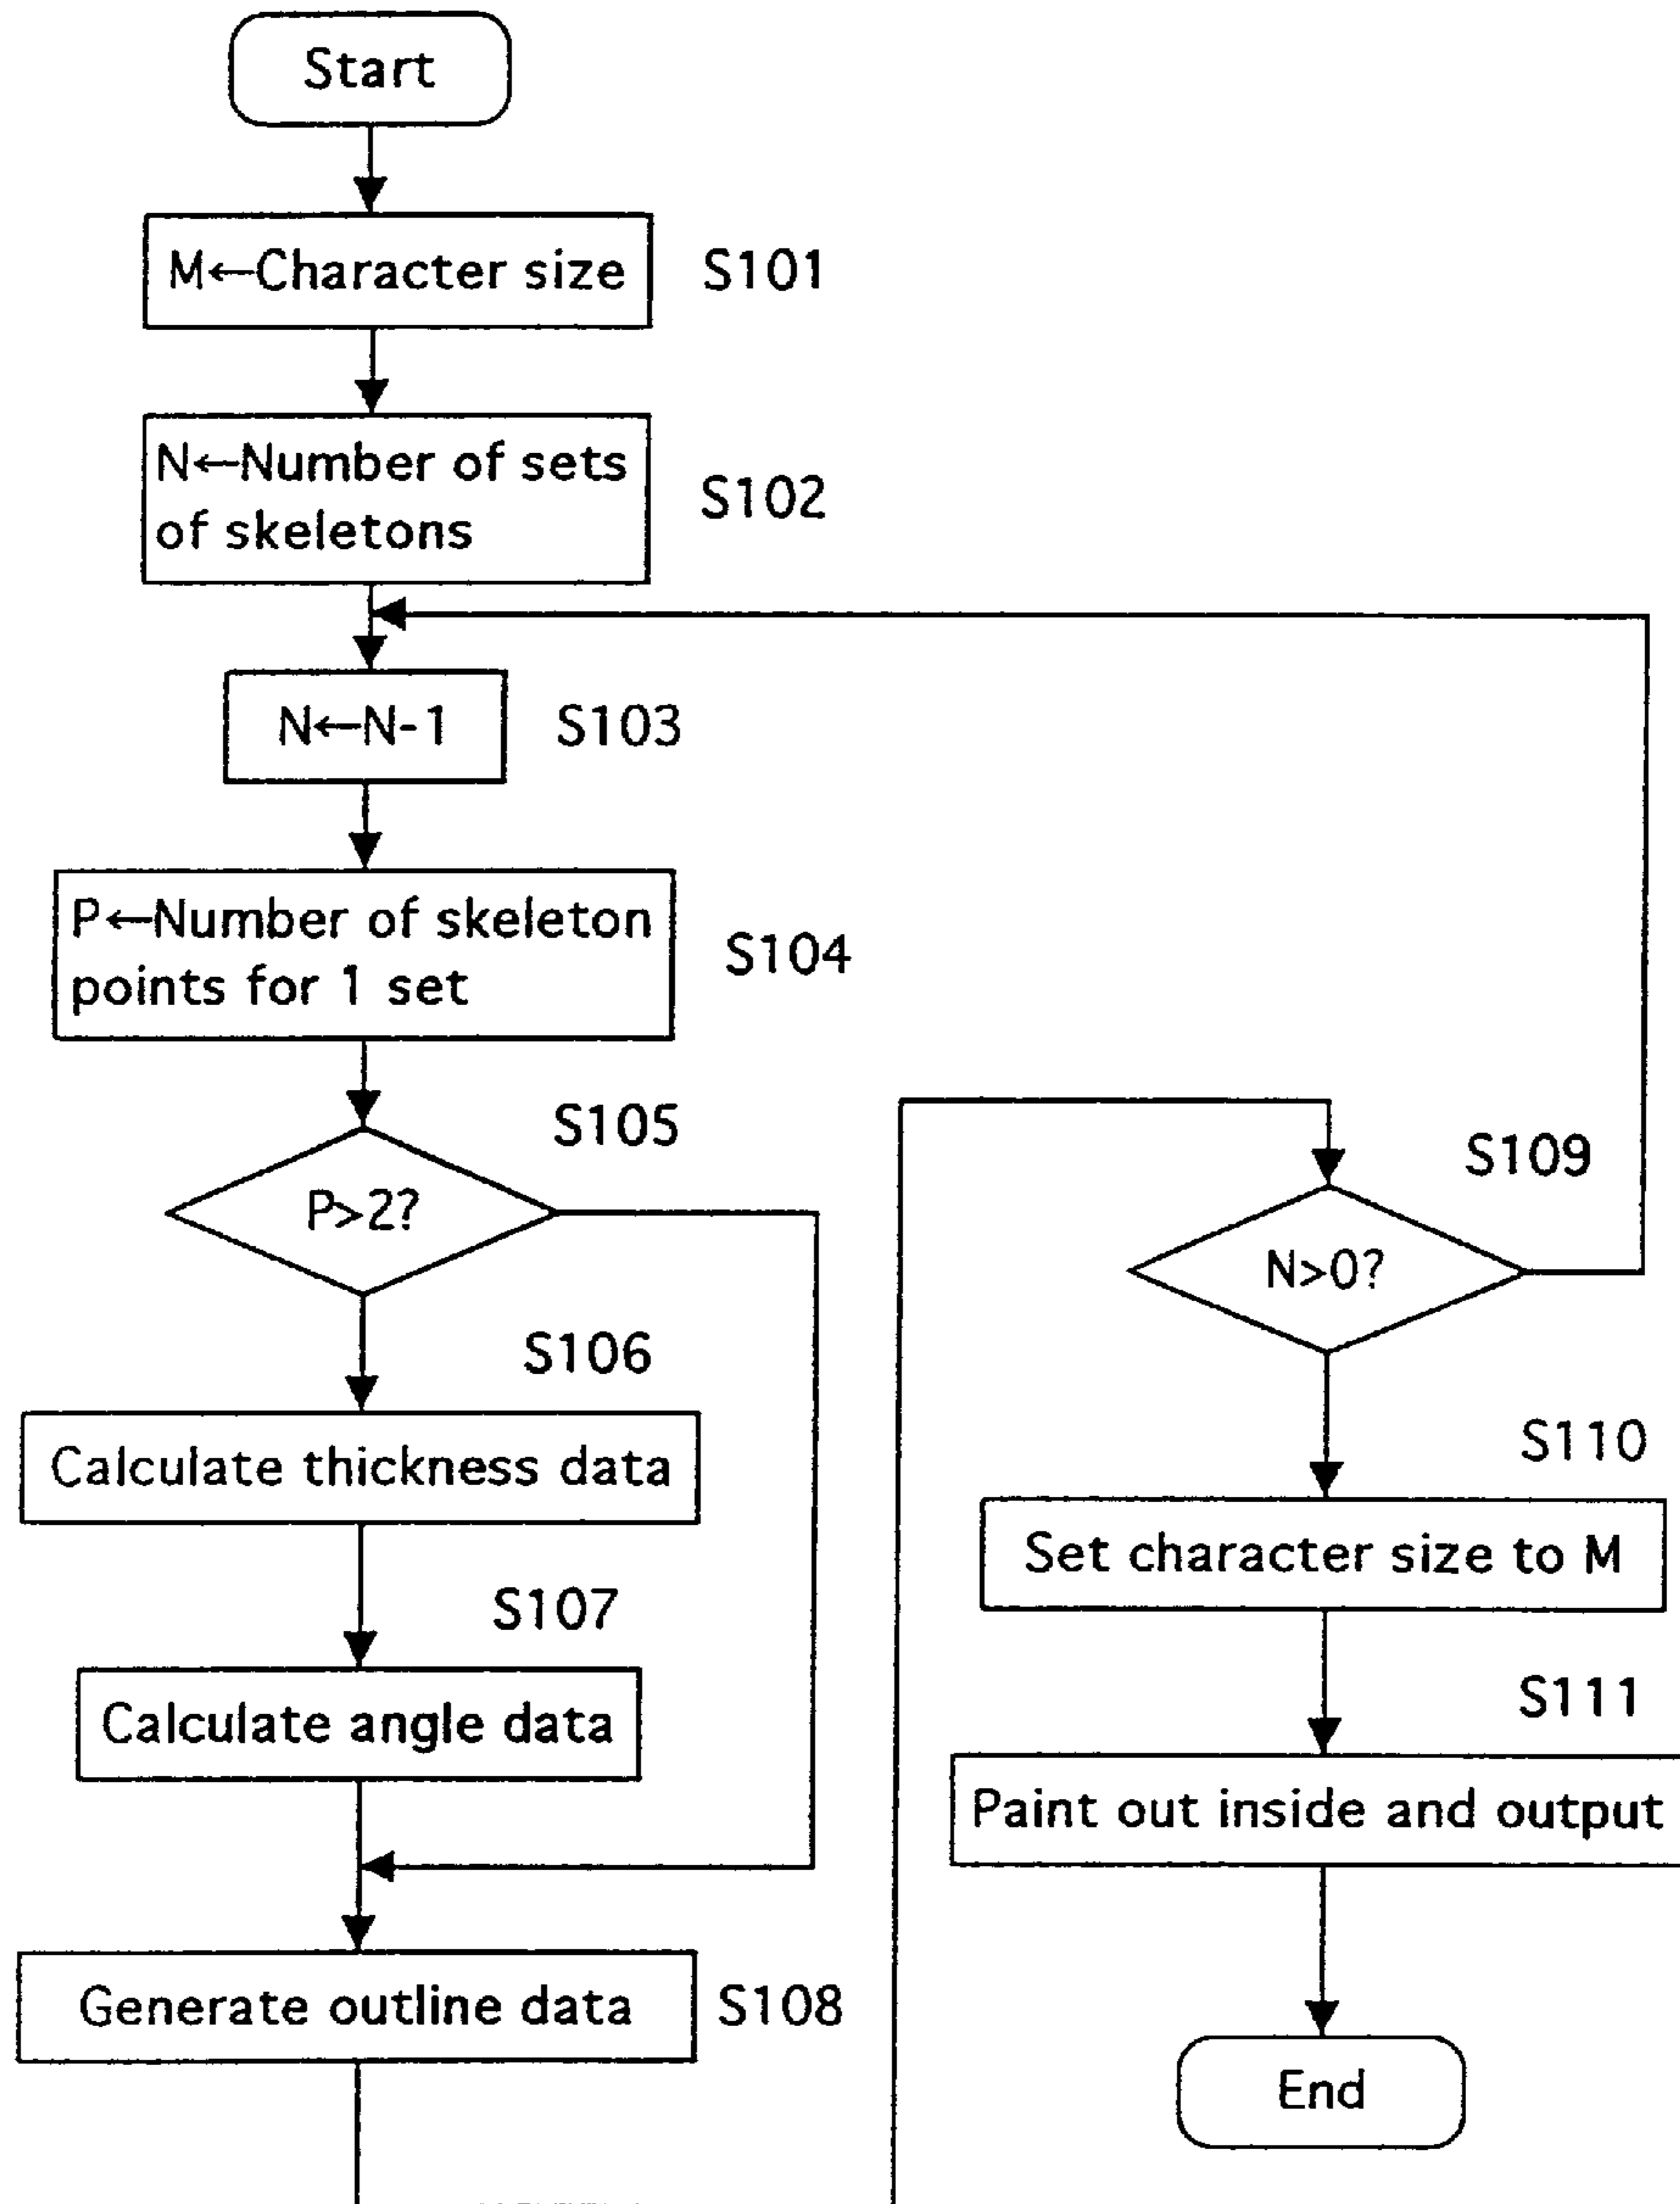 Start
M←Character size
S101
N←Number of sets
of skeletons
S102
N←N-1
S103
P←Number of skeleton
points for 1 set
S104
S105
P>2?
S106
Calculate thickness data
S107
Calculate angle data
Generate outline data
S108
S109
N>0?
S110
Set character size to M
S111
Paint out inside and output
End